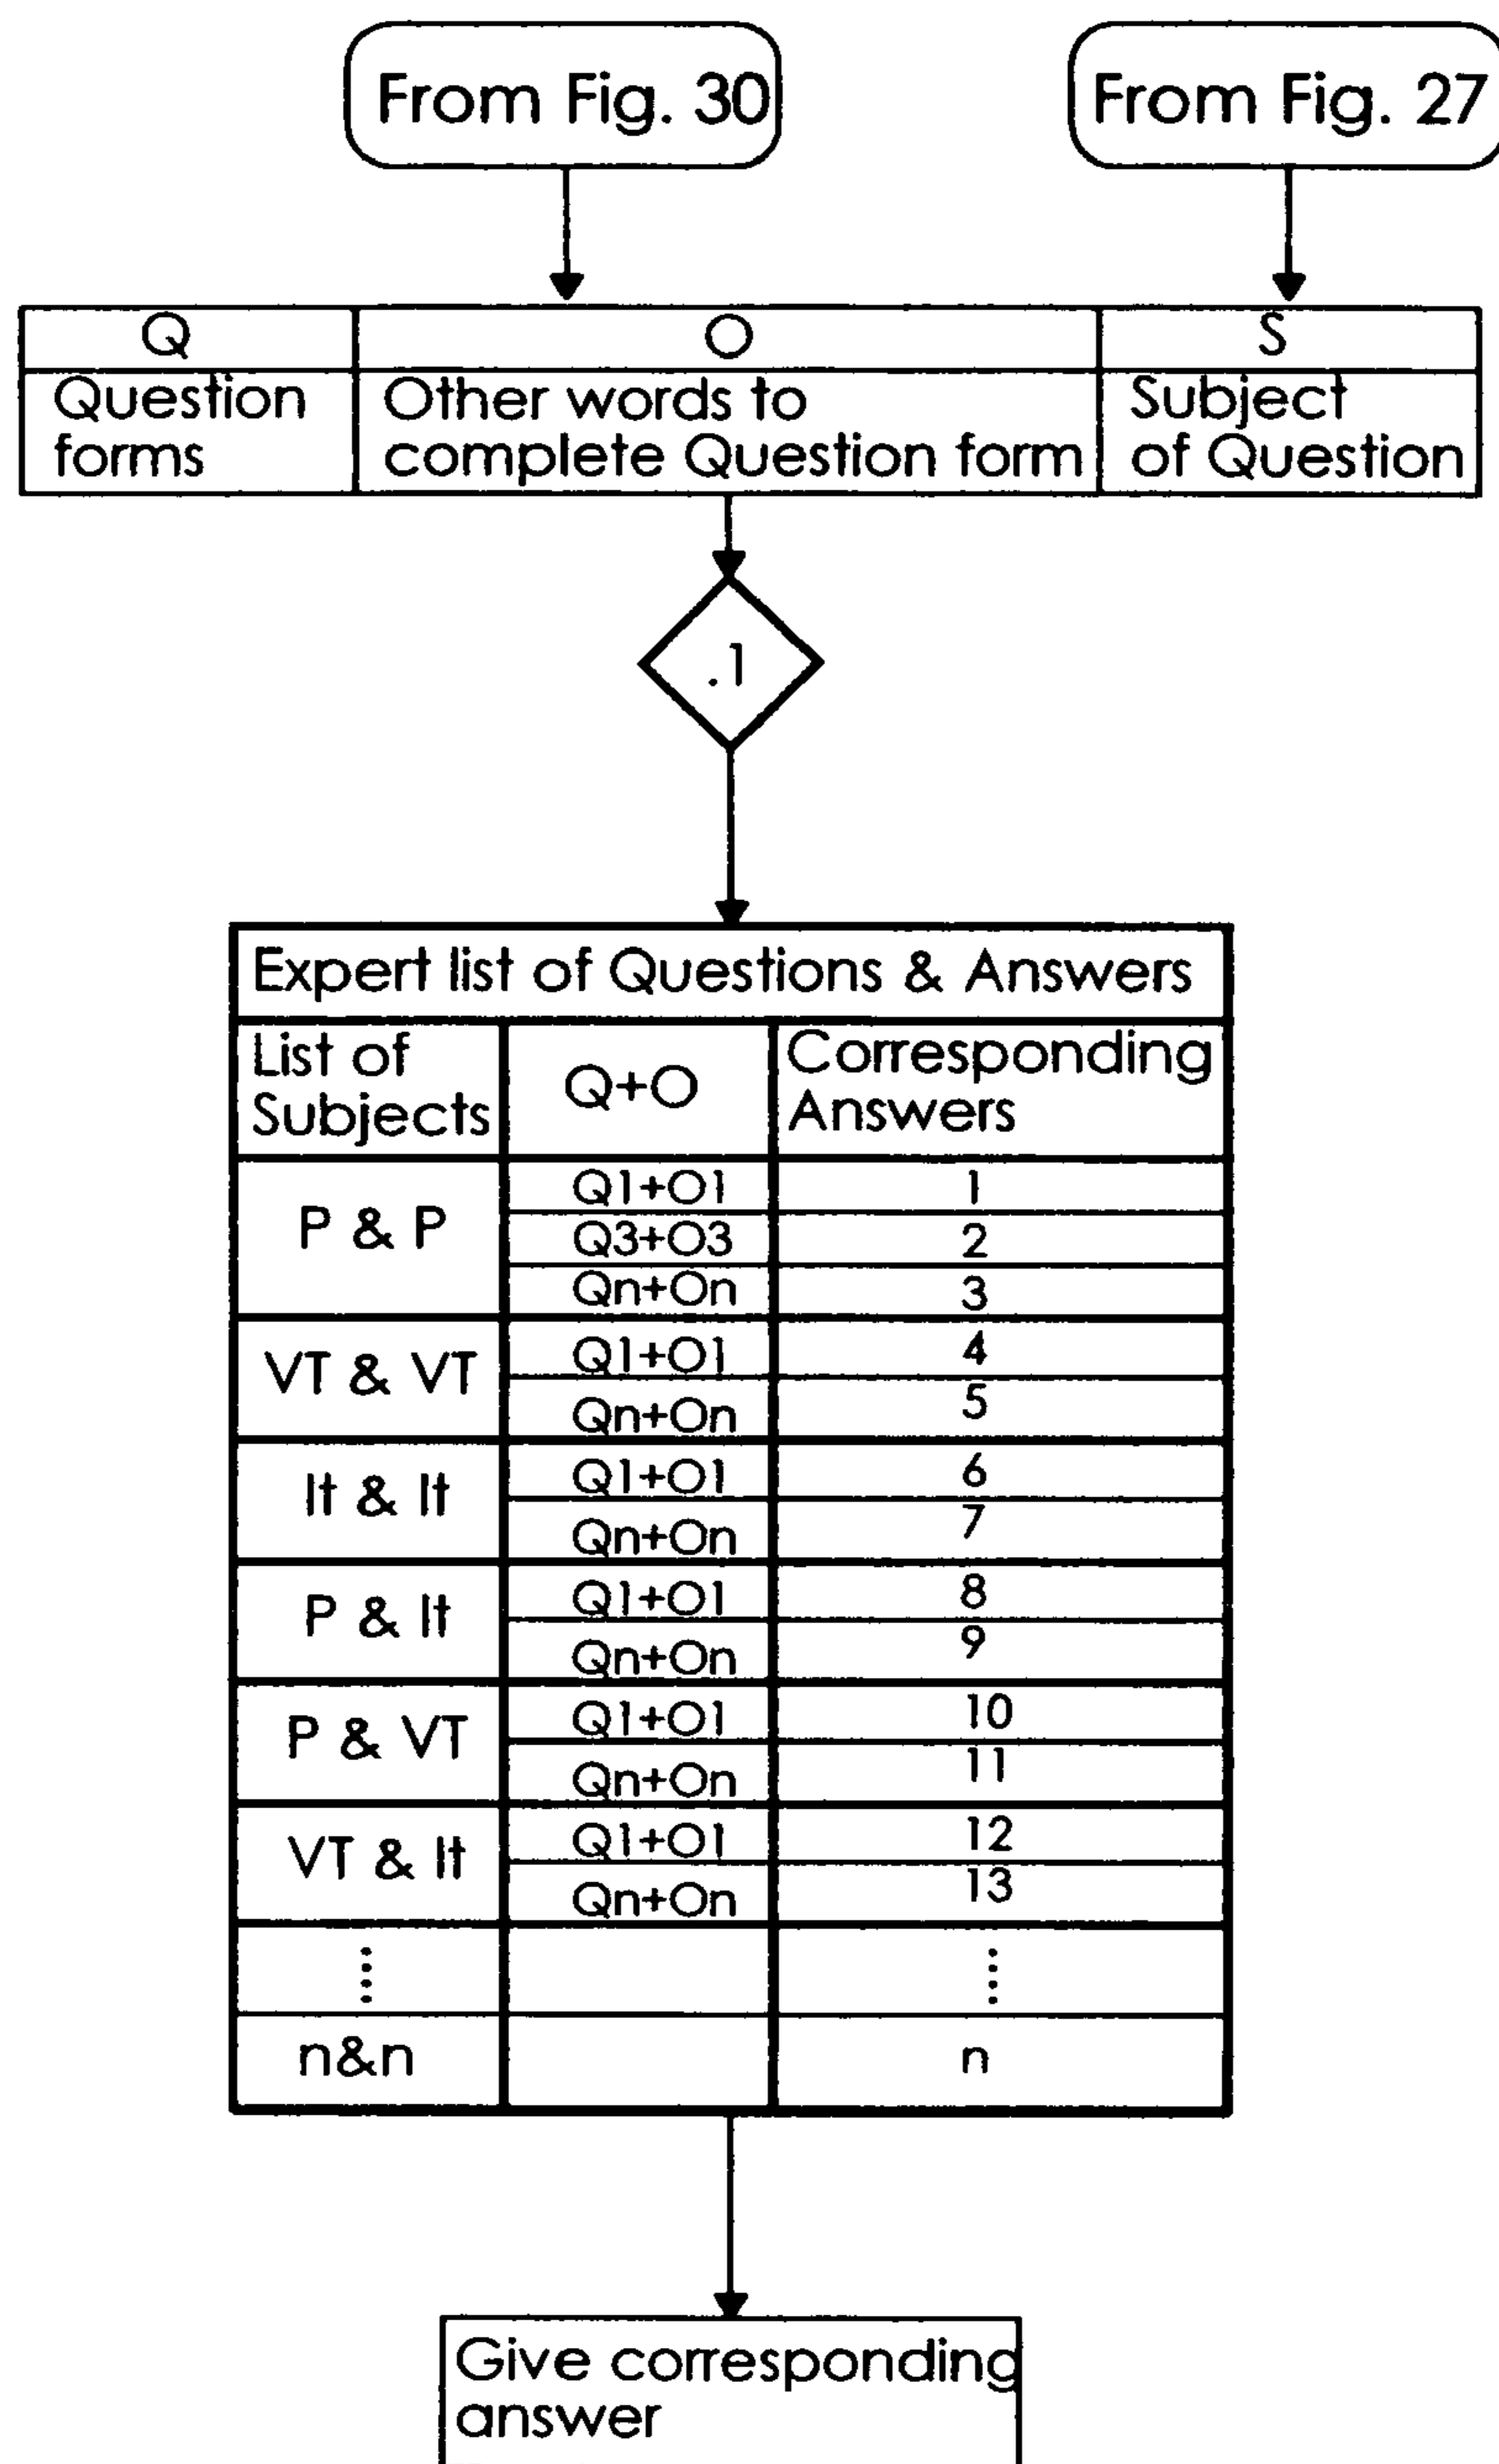 From Fig. 30
From Fig. 27
Q
O
S
Question
forms
Other words to
complete Question form
Subject
of Question
.1
Expert list of Questions & Answers
List of
Subjects
Q+O
Corresponding
Answers
P & P
Q1+O1
1
Q3+O3
2
Qn+On
3
VT & VT
Q1+O1
4
Qn+On
5
It & It
Q1+O1
6
Qn+On
7
P & It
Q1+O1
8
Qn+On
9
P & VT
Q1+O1
10
Qn+On
11
VT & It
Q1+O1
12
Qn+On
13
n&n
n
Give corresponding
answer